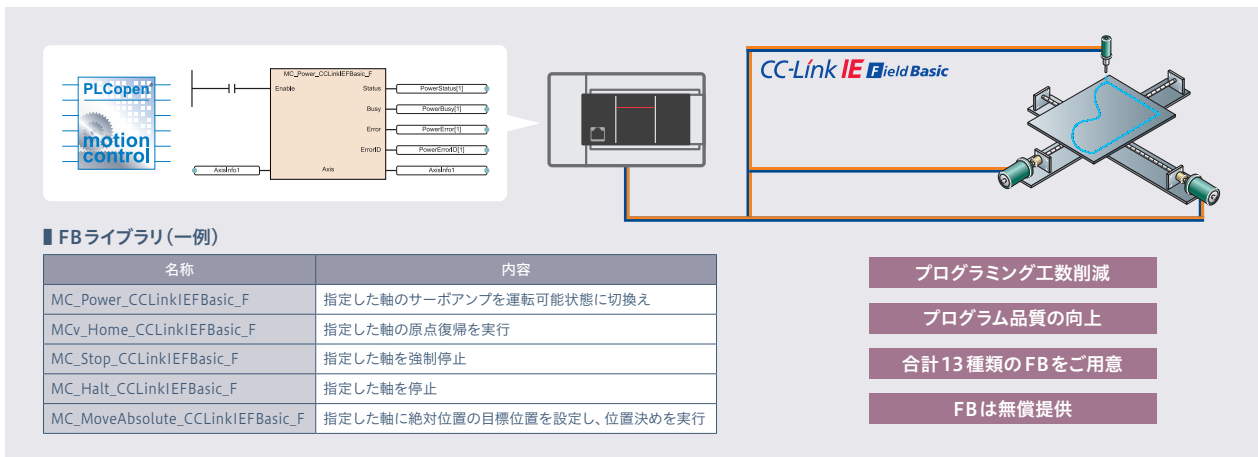 PLCopen
motion
control
MC_Power_CCLinkIEFBasic_F
Enable Status PowerStatus[1]
Busy PowerBusy[1]
Error PowerError[1]
ErrorID PowerErrorID[1]
AxisInfo1 Axis AxisInfo1
CC-Link IE Field Basic
FBライブラリ(一例)
名称 内容
MC_Power_CCLinkIEFBasic_F 指定した軸のサーボアンプを運転可能状態に切換え
MCv_Home_CCLinkIEFBasic_F 指定した軸の原点復帰を実行
MC_Stop_CCLinkIEFBasic_F 指定した軸を強制停止
MC_Halt_CCLinkIEFBasic_F 指定した軸を停止
MC_MoveAbsolute_CCLinkIEFBasic_F 指定した軸に絶対位置の目標位置を設定し、位置決めを実行
プログラミング工数削減
プログラム品質の向上
合計13種類のFBをご用意
FBは無償提供